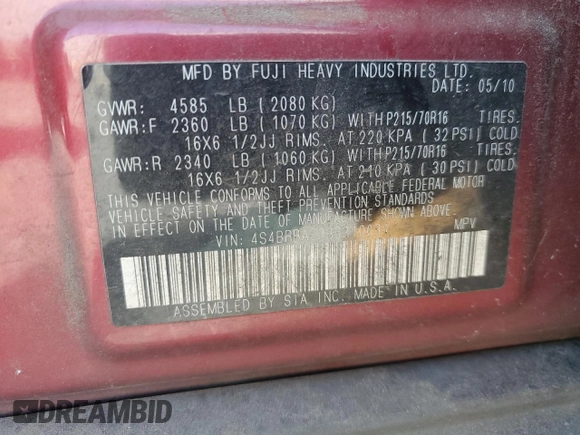 MFD BY FUJI HEAVY INDUSTRIES LTD.
DATE: 05/10
GVWR: 4585 LB ( 2080 KG)
GAWR:F 2360 LB ( 1070 KG) WITHP215/70R16 TIRES.
16X6 1/2JJ RIMS. AT 220 KPA ( 32 PSI) COLD
GAWR:R 2340 LB ( 1060 KG) WITHP215/70R16 TIRES.
16X6 1/2JJ RIMS. AT 210 KPA ( 30 PSI) COLD
THIS VEHICLE CONFORMS TO ALL APPLICABLE FEDERAL MOTOR
VEHICLE SAFETY AND THEFT PREVENTION STANDARDS
IN EFFECT ON THE DATE OF MANUFACTURE SHOWN ABOVE.
VIN: MPV
ASSEMBLED BY SIA INC. MADE IN U.S.A.
DREAMBID